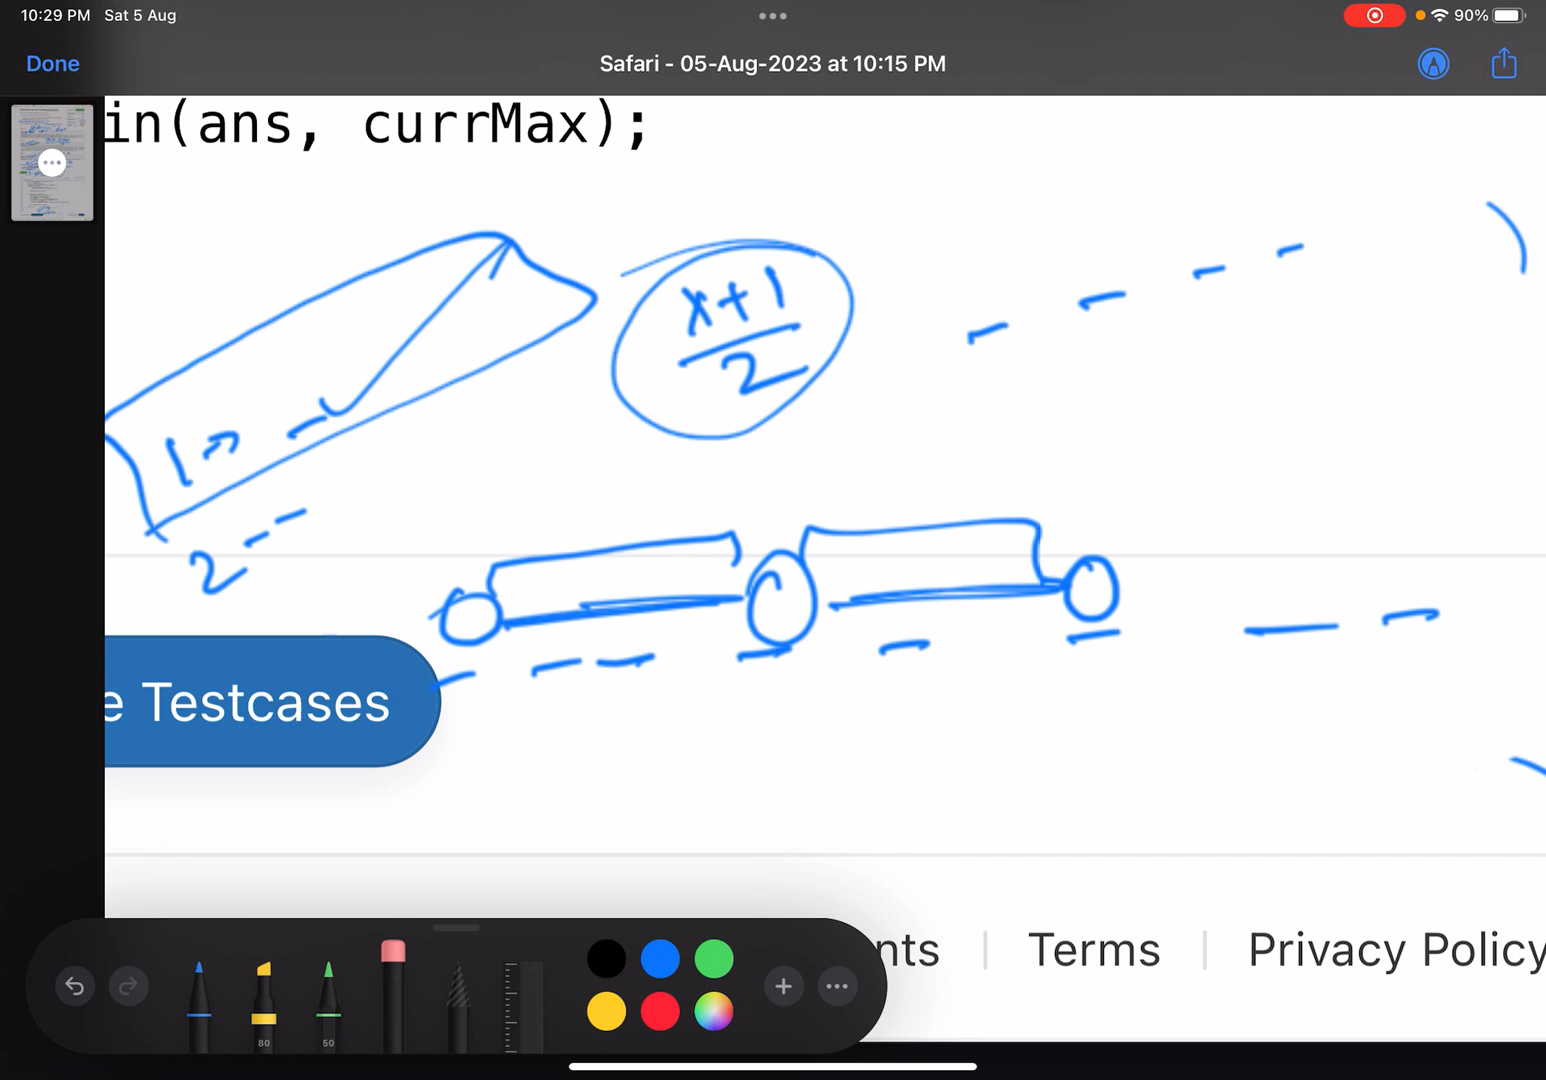 10:29 PM Sat 5 Aug
90%
Done
Safari - 05-Aug-2023 at 10:15 PM
in(ans, currMax);
x+1
2
1 →
2
e Testcases
nts | Terms | Privacy Policy
80
50